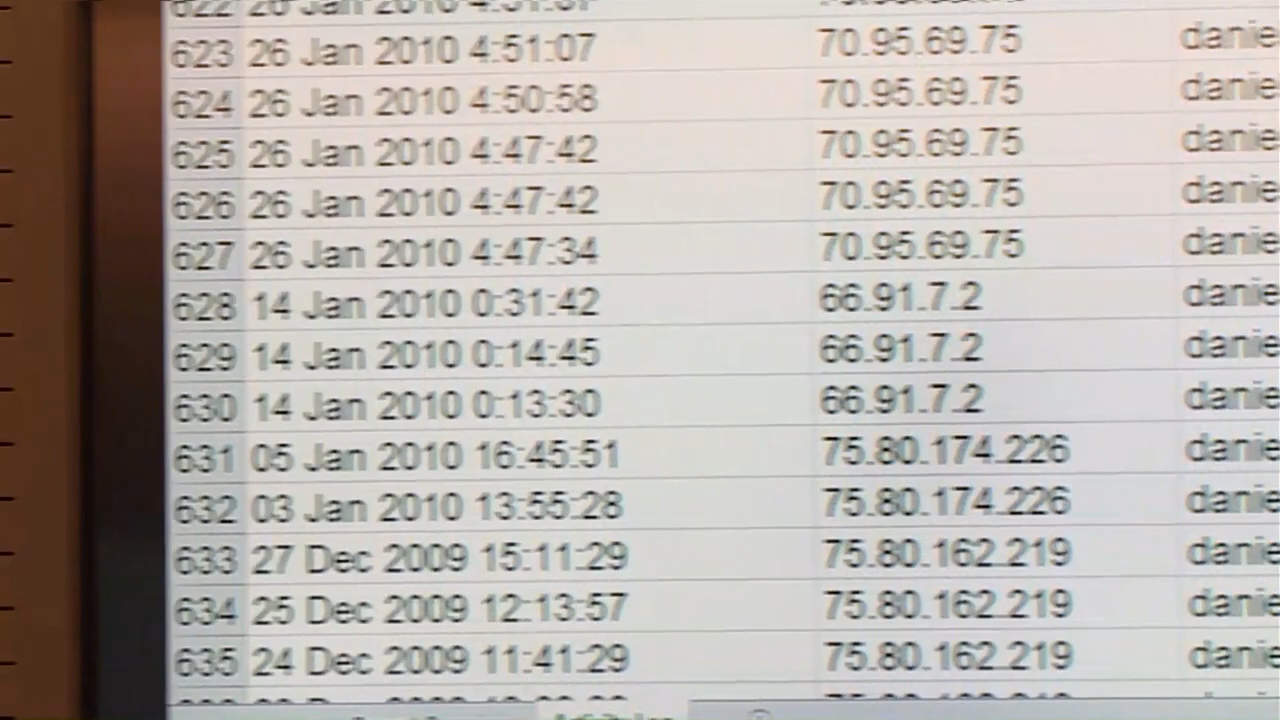 623 26 Jan 2010 4:51:07 70.95.69.75 danie
624 26 Jan 2010 4:50:58 70.95.69.75 danie
625 26 Jan 2010 4:47:42 70.95.69.75 danie
626 26 Jan 2010 4:47:42 70.95.69.75 danie
627 26 Jan 2010 4:47:34 70.95.69.75 danie
628 14 Jan 2010 0:31:42 66.91.7.2 danie
629 14 Jan 2010 0:14:45 66.91.7.2 danie
630 14 Jan 2010 0:13:30 66.91.7.2 danie
631 05 Jan 2010 16:45:51 75.80.174.226 danie
632 03 Jan 2010 13:55:28 75.80.174.226 danie
633 27 Dec 2009 15:11:29 75.80.162.219 danie
634 25 Dec 2009 12:13:57 75.80.162.219 danie
635 24 Dec 2009 11:41:29 75.80.162.219 danie